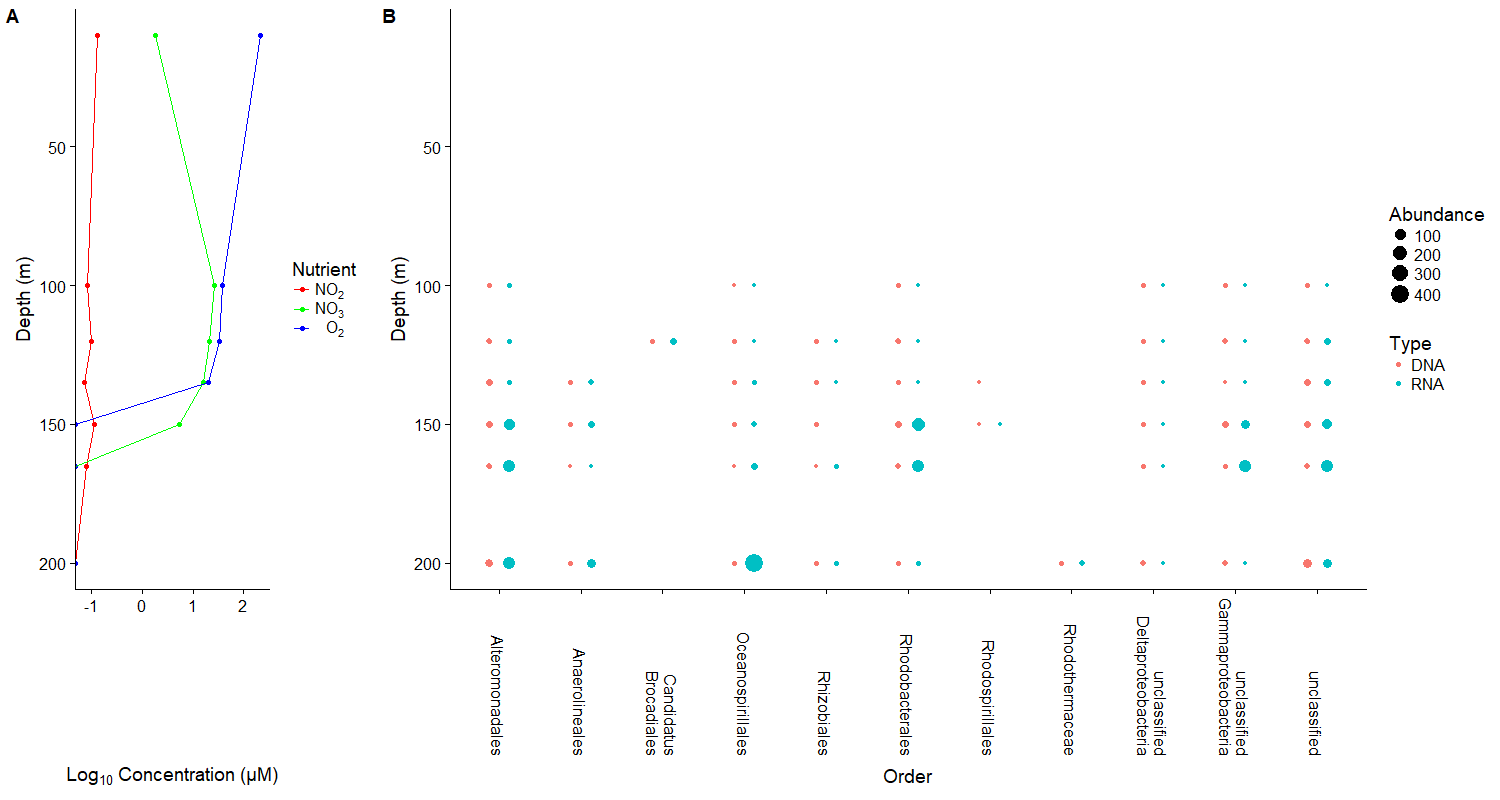 A
Depth (m)
50
100
150
200
-1
0
1
2
Log10 Concentration (µM)
Nutrient
NO2
NO3
O2
B
Depth (m)
50
100
150
200
Alteromonadales
Anaerolineales
Candidatus
Brocadiales
Oceanospirillales
Rhizobiales
Rhodobacterales
Rhodospirillales
Rhodothermaceae
unclassified
Deltaproteobacteria
unclassified
Gammaproteobacteria
unclassified
Order
Abundance
100
200
300
400
Type
DNA
RNA